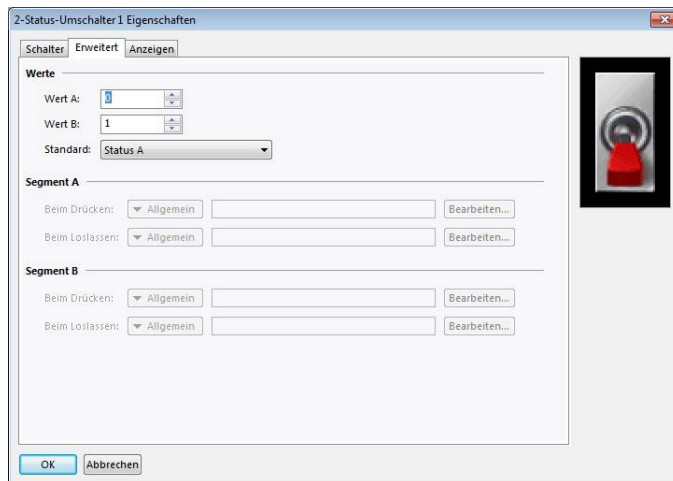 2-Status-Umschalter 1 Eigenschaften
Schalter Erweitert Anzeigen
Werte
Wert A: 0
Wert B: 1
Standard: Status A
Segment A
Beim Drücken: Allgemein Bearbeiten...
Beim Loslassen: Allgemein Bearbeiten...
Segment B
Beim Drücken: Allgemein Bearbeiten...
Beim Loslassen: Allgemein Bearbeiten...
OK Abbrechen